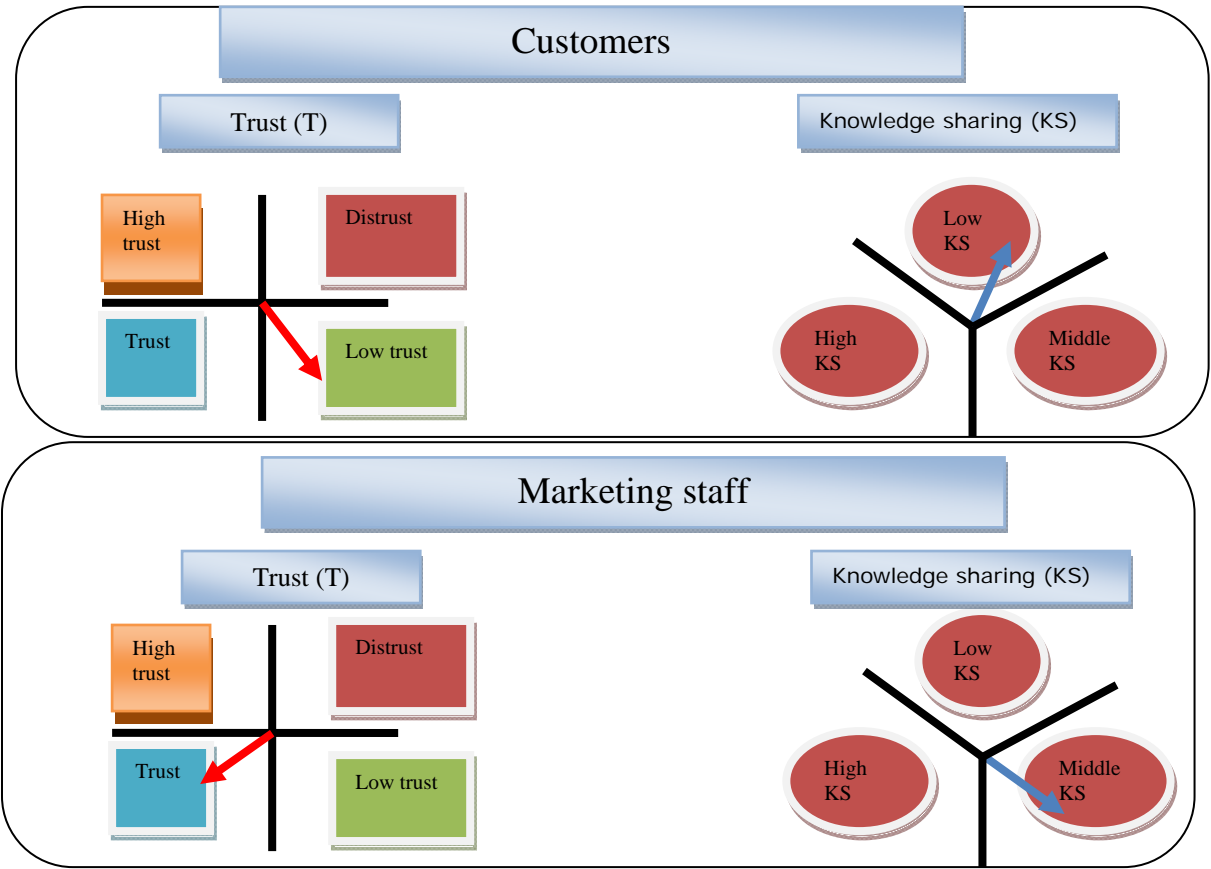 Customers
Trust (T)
Knowledge sharing (KS)
High
trust
Distrust
Low
KS
Trust
Low trust
High
KS
Middle
KS
Marketing staff
Trust (T)
Knowledge sharing (KS)
High
trust
Distrust
Low
KS
Trust
Low trust
High
KS
Middle
KS